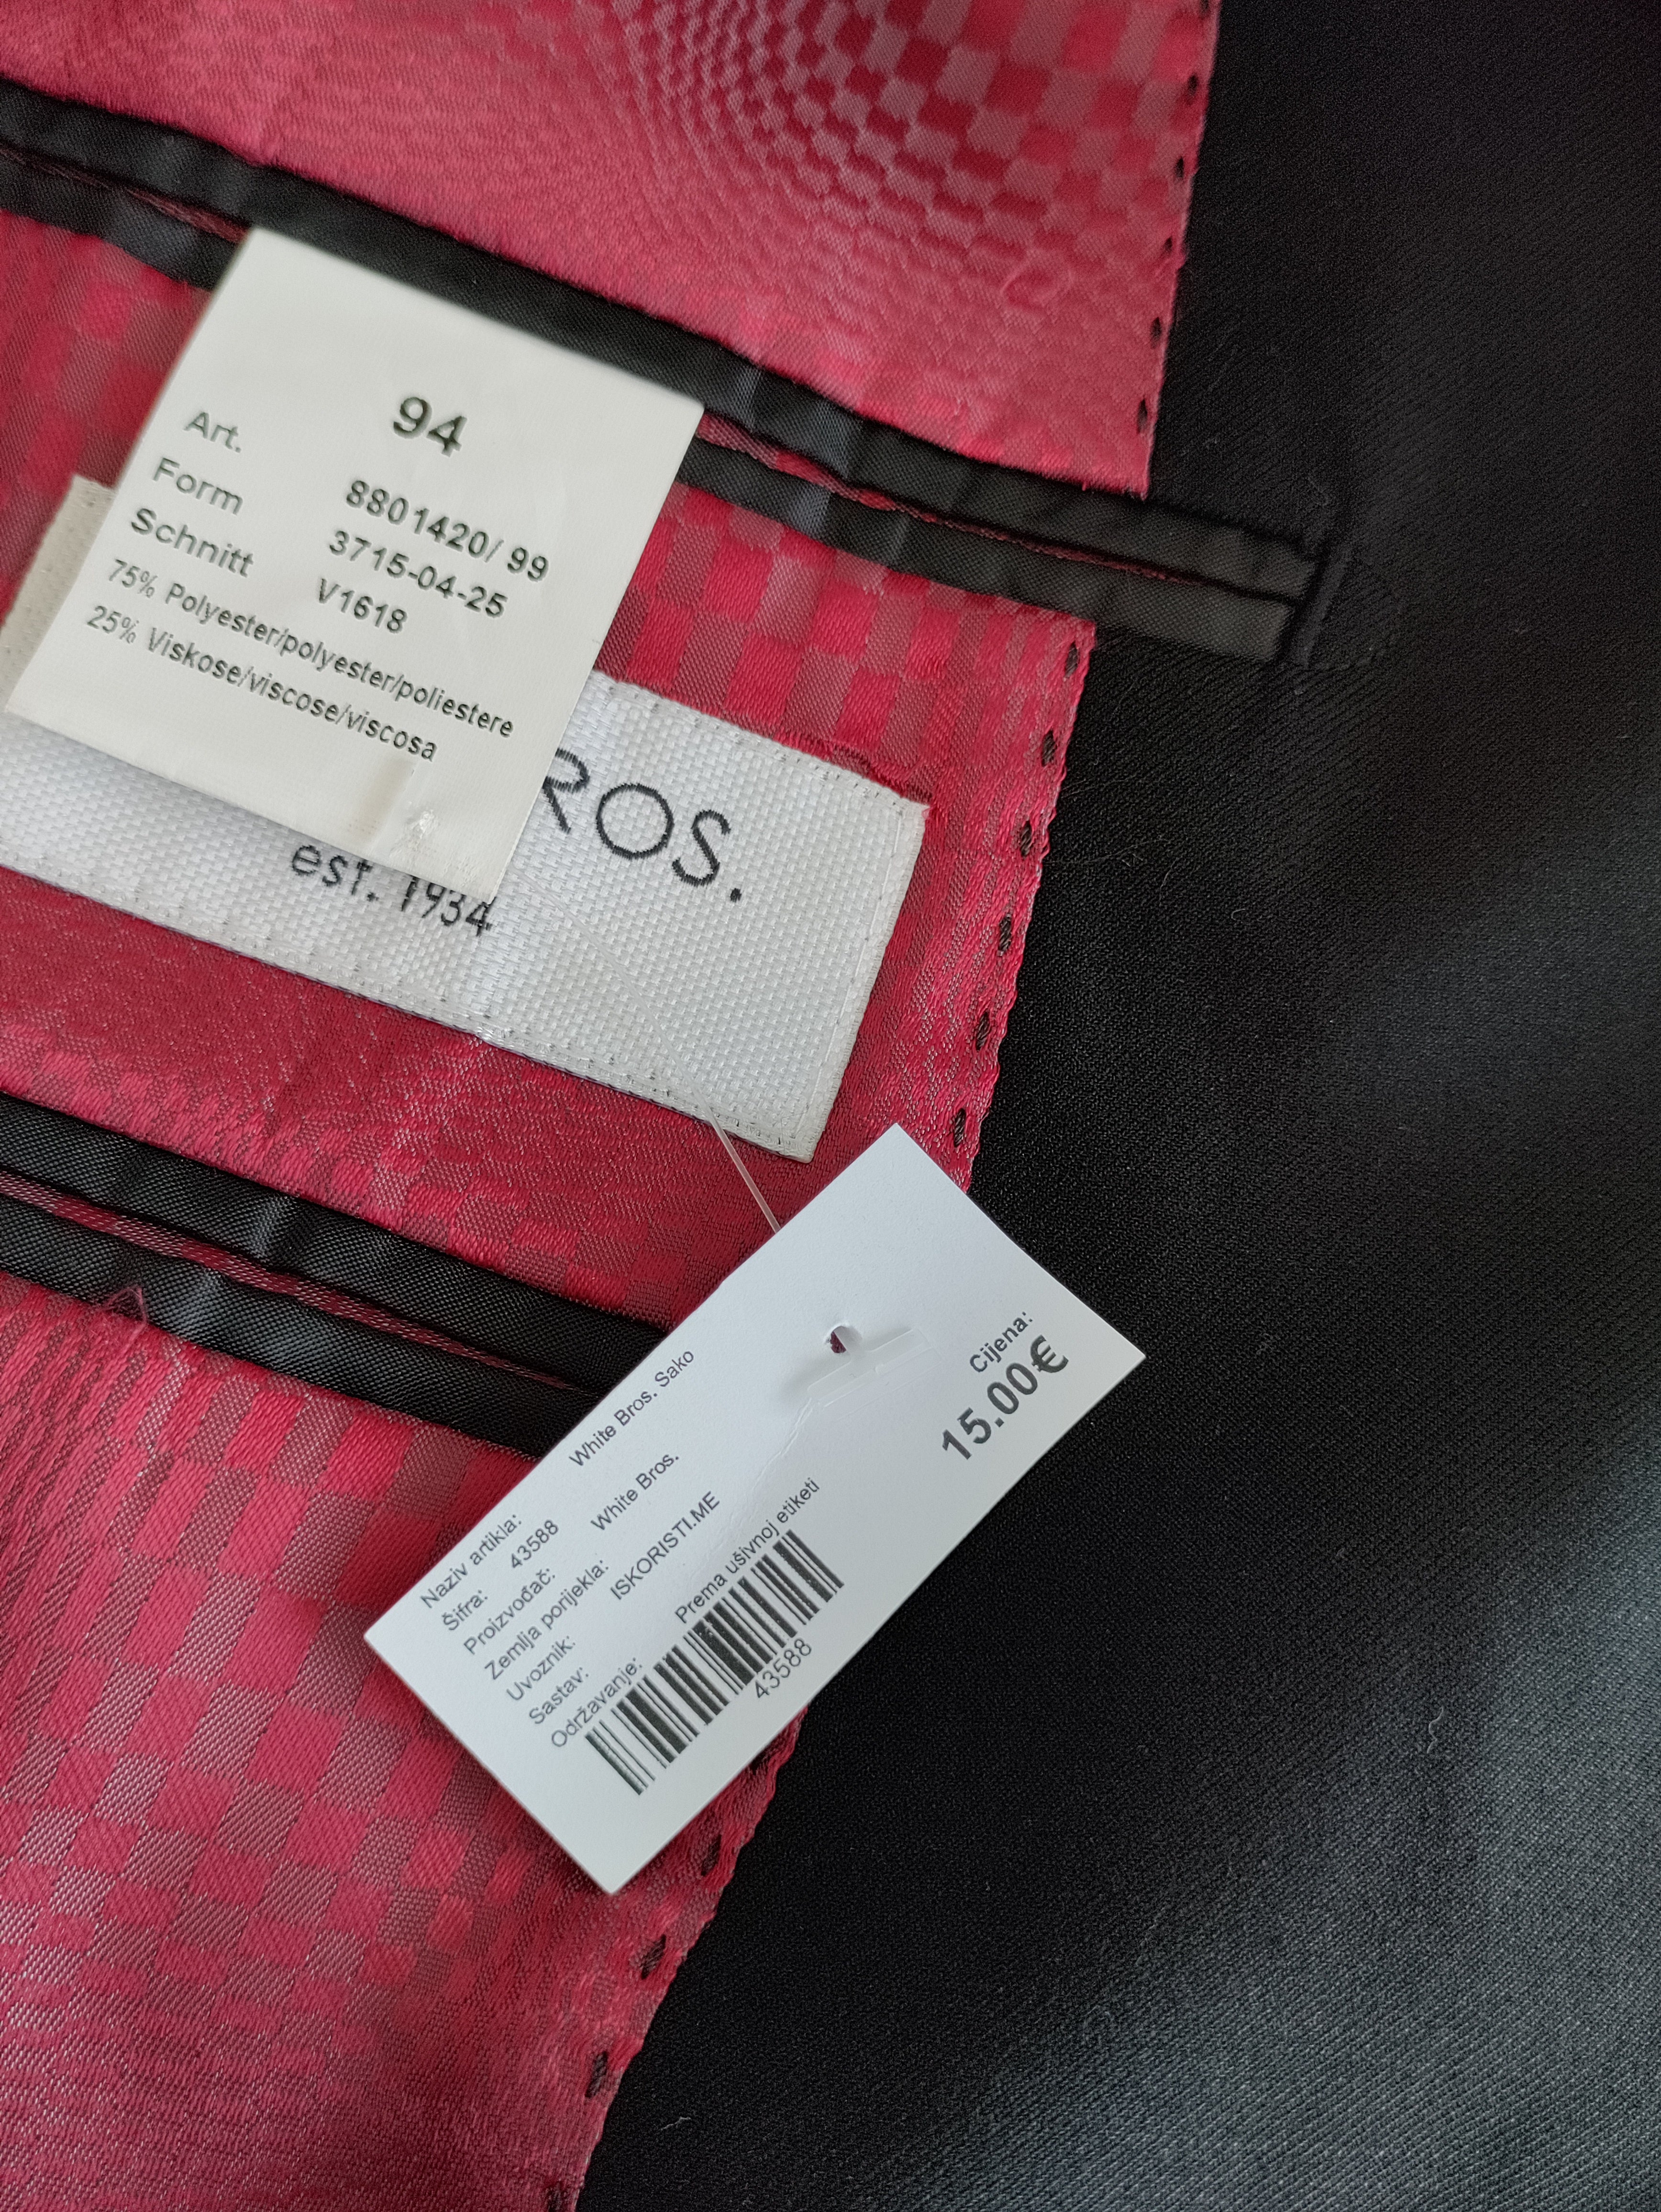 94
Art. 8801420/ 99
Form 3715-04-25
Schnitt V1618
75% Polyester/polyester/poliestere
25% Viskose/viscose/viscosa
ROS.
est. 1934
Cijena:
15.00€
Naziv artikla: White Bros. Sako
Šifra: 43588
Proizvođač: White Bros.
Zemlja porijekla:
Uvoznik: ISKORISTI.ME
Sastav:
Održavanje: Prema ušivnoj etiketi
43588